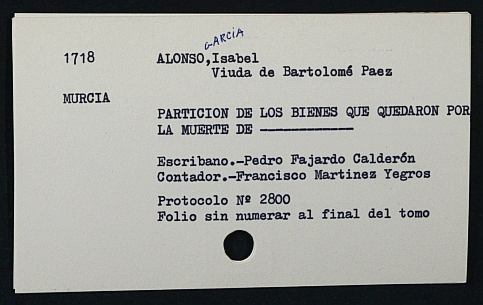 GARCÍA
1718 ALONSO,Isabel
Viuda de Bartolomé Paez
MURCIA
PARTICION DE LOS BIENES QUE QUEDARON POR
LA MUERTE DE -------------
Escribano.-Pedro Fajardo Calderón
Contador.-Francisco Martinez Yegros
Protocolo Nº 2800
Folio sin numerar al final del tomo